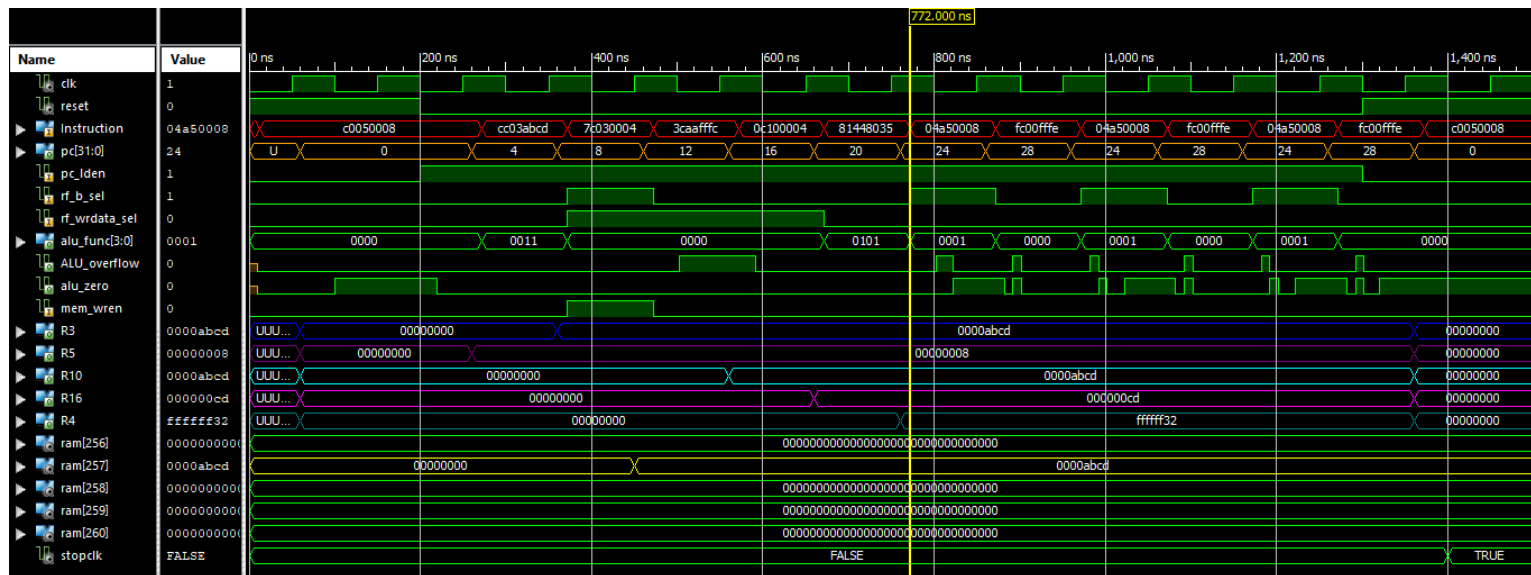 772.000 ns
Name Value 0 ns 200 ns 400 ns 600 ns 800 ns 1,000 ns 1,200 ns 1,400 ns
clk 1
reset 0
Instruction 04a50008 c0050008 cc03abcd 7c030004 3caafffc 0c100004 81448035 04a50008 fc00fffe 04a50008 fc00fffe 04a50008 fc00fffe c0050008
pc[31:0] 24 U 0 4 8 12 16 20 24 28 24 28 24 28 0
pc_lden 1
rf_b_sel 1
rf_wrdata_sel 0
alu_func[3:0] 0001 0000 0011 0000 0101 0001 0000 0001 0000 0001 0000
ALU_overflow 0
alu_zero 0
mem_wren 0
R3 0000abcd UUU... 00000000 0000abcd 00000000
R5 00000008 UUU... 00000000 00000008 00000000
R10 0000abcd UUU... 00000000 0000abcd 00000000
R16 000000cd UUU... 00000000 000000cd 00000000
R4 ffffff32 UUU... 00000000 ffffff32 00000000
ram[256] 0000000000 00000000000000000000000000000000
ram[257] 0000abcd 00000000 0000abcd
ram[258] 0000000000 00000000000000000000000000000000
ram[259] 0000000000 00000000000000000000000000000000
ram[260] 0000000000 00000000000000000000000000000000
stopclk FALSE FALSE TRUE